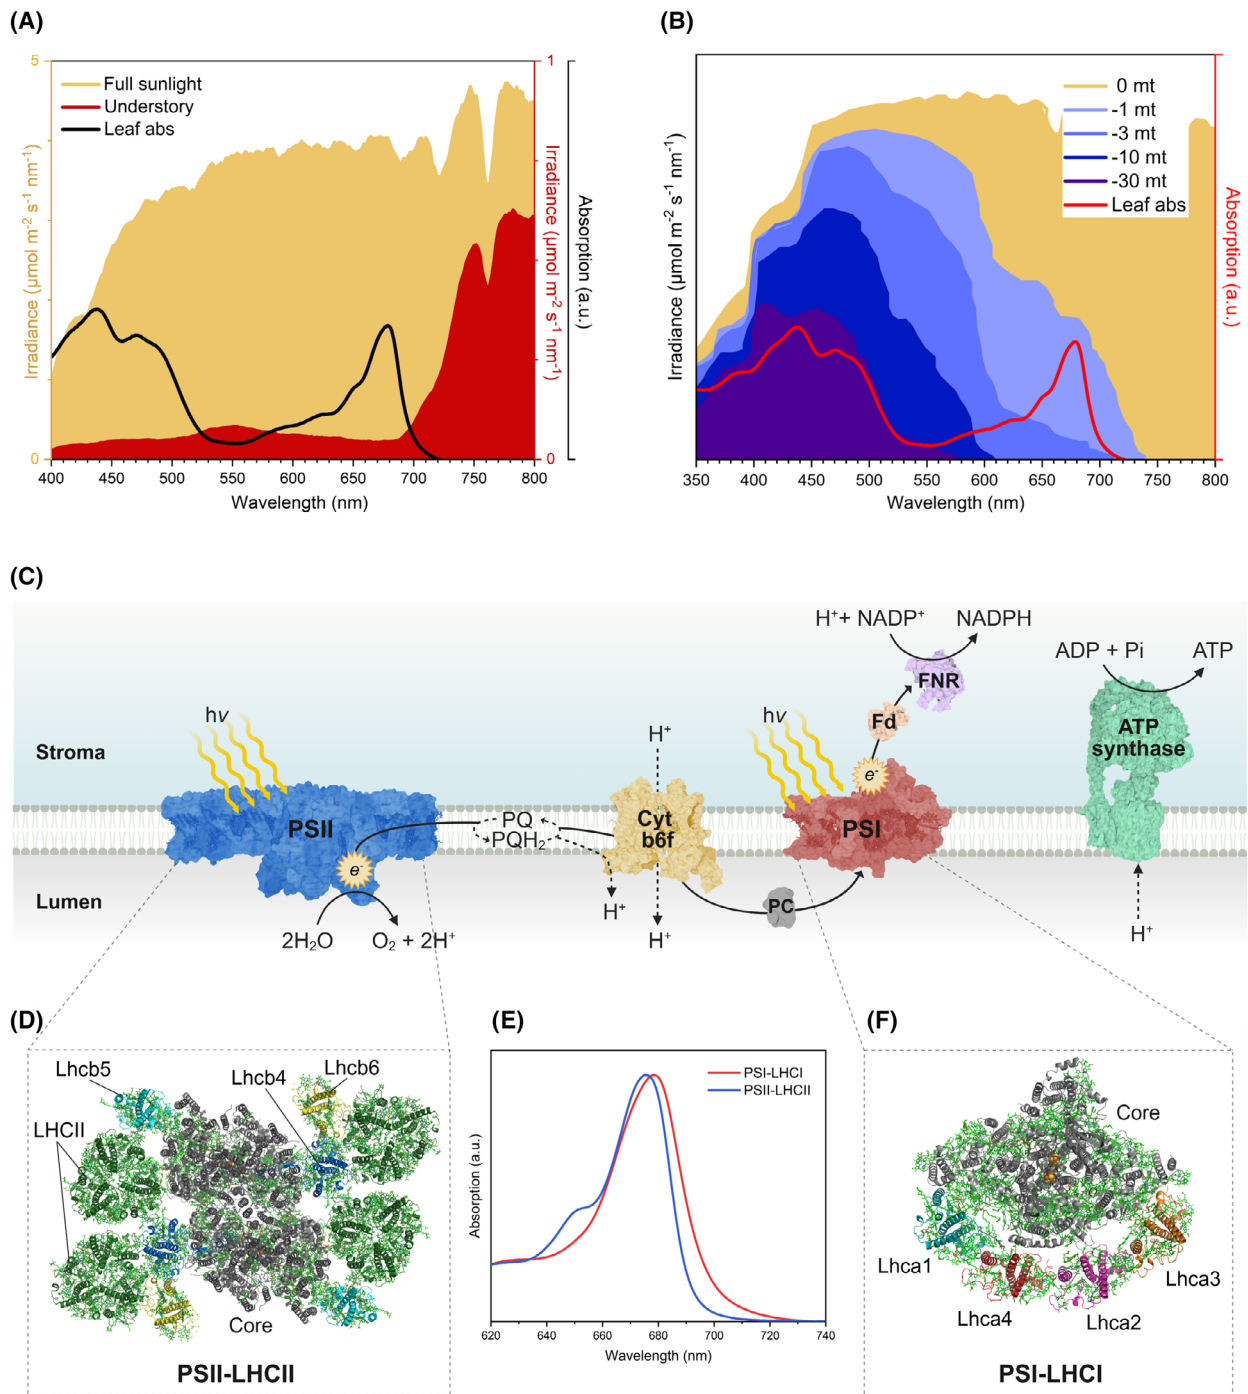 (A)
5
0
Irradiance (µmol m-2 s-1 nm-1)
Full sunlight
Understory
Leaf abs
1
0
Irradiance (µmol m-2 s-1 nm-1)
Absorption (a.u.)
400 450 500 550 600 650 700 750 800
Wavelength (nm)
(B)
Irradiance (µmol m-2 s-1 nm-1)
0 mt
-1 mt
-3 mt
-10 mt
-30 mt
Leaf abs
Absorption (a.u.)
350 400 450 500 550 600 650 700 750 800
Wavelength (nm)
(C)
H+ + NADP+ NADPH
ADP + Pi ATP
FNR
hν
hν
Fd
H+
ATP
synthase
Stroma
e-
PSII
PQ
PQH2
Cyt
b6f
PSI
e-
Lumen
PC
H+
2H2O O2 + 2H+
H+
H+
(D)
Lhcb5
Lhcb4
Lhcb6
LHCII
Core
PSII-LHCII
(E)
PSI-LHCI
PSII-LHCII
Absorption (a.u.)
620 640 660 680 700 720 740
Wavelength (nm)
(F)
Core
Lhca1
Lhca3
Lhca4
Lhca2
PSI-LHCI